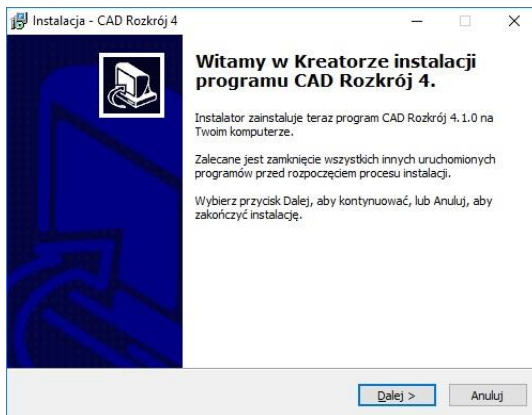 Instalacja - CAD Rozkrój 4
Witamy w Kreatorze instalacji
programu CAD Rozkrój 4.
Instalator zainstaluje teraz program CAD Rozkrój 4.1.0 na
Twoim komputerze.
Zalecane jest zamknięcie wszystkich innych uruchomionych
programów przed rozpoczęciem procesu instalacji.
Wybierz przycisk Dalej, aby kontynuować, lub Anuluj, aby
zakończyć instalację.
Dalej >
Anuluj